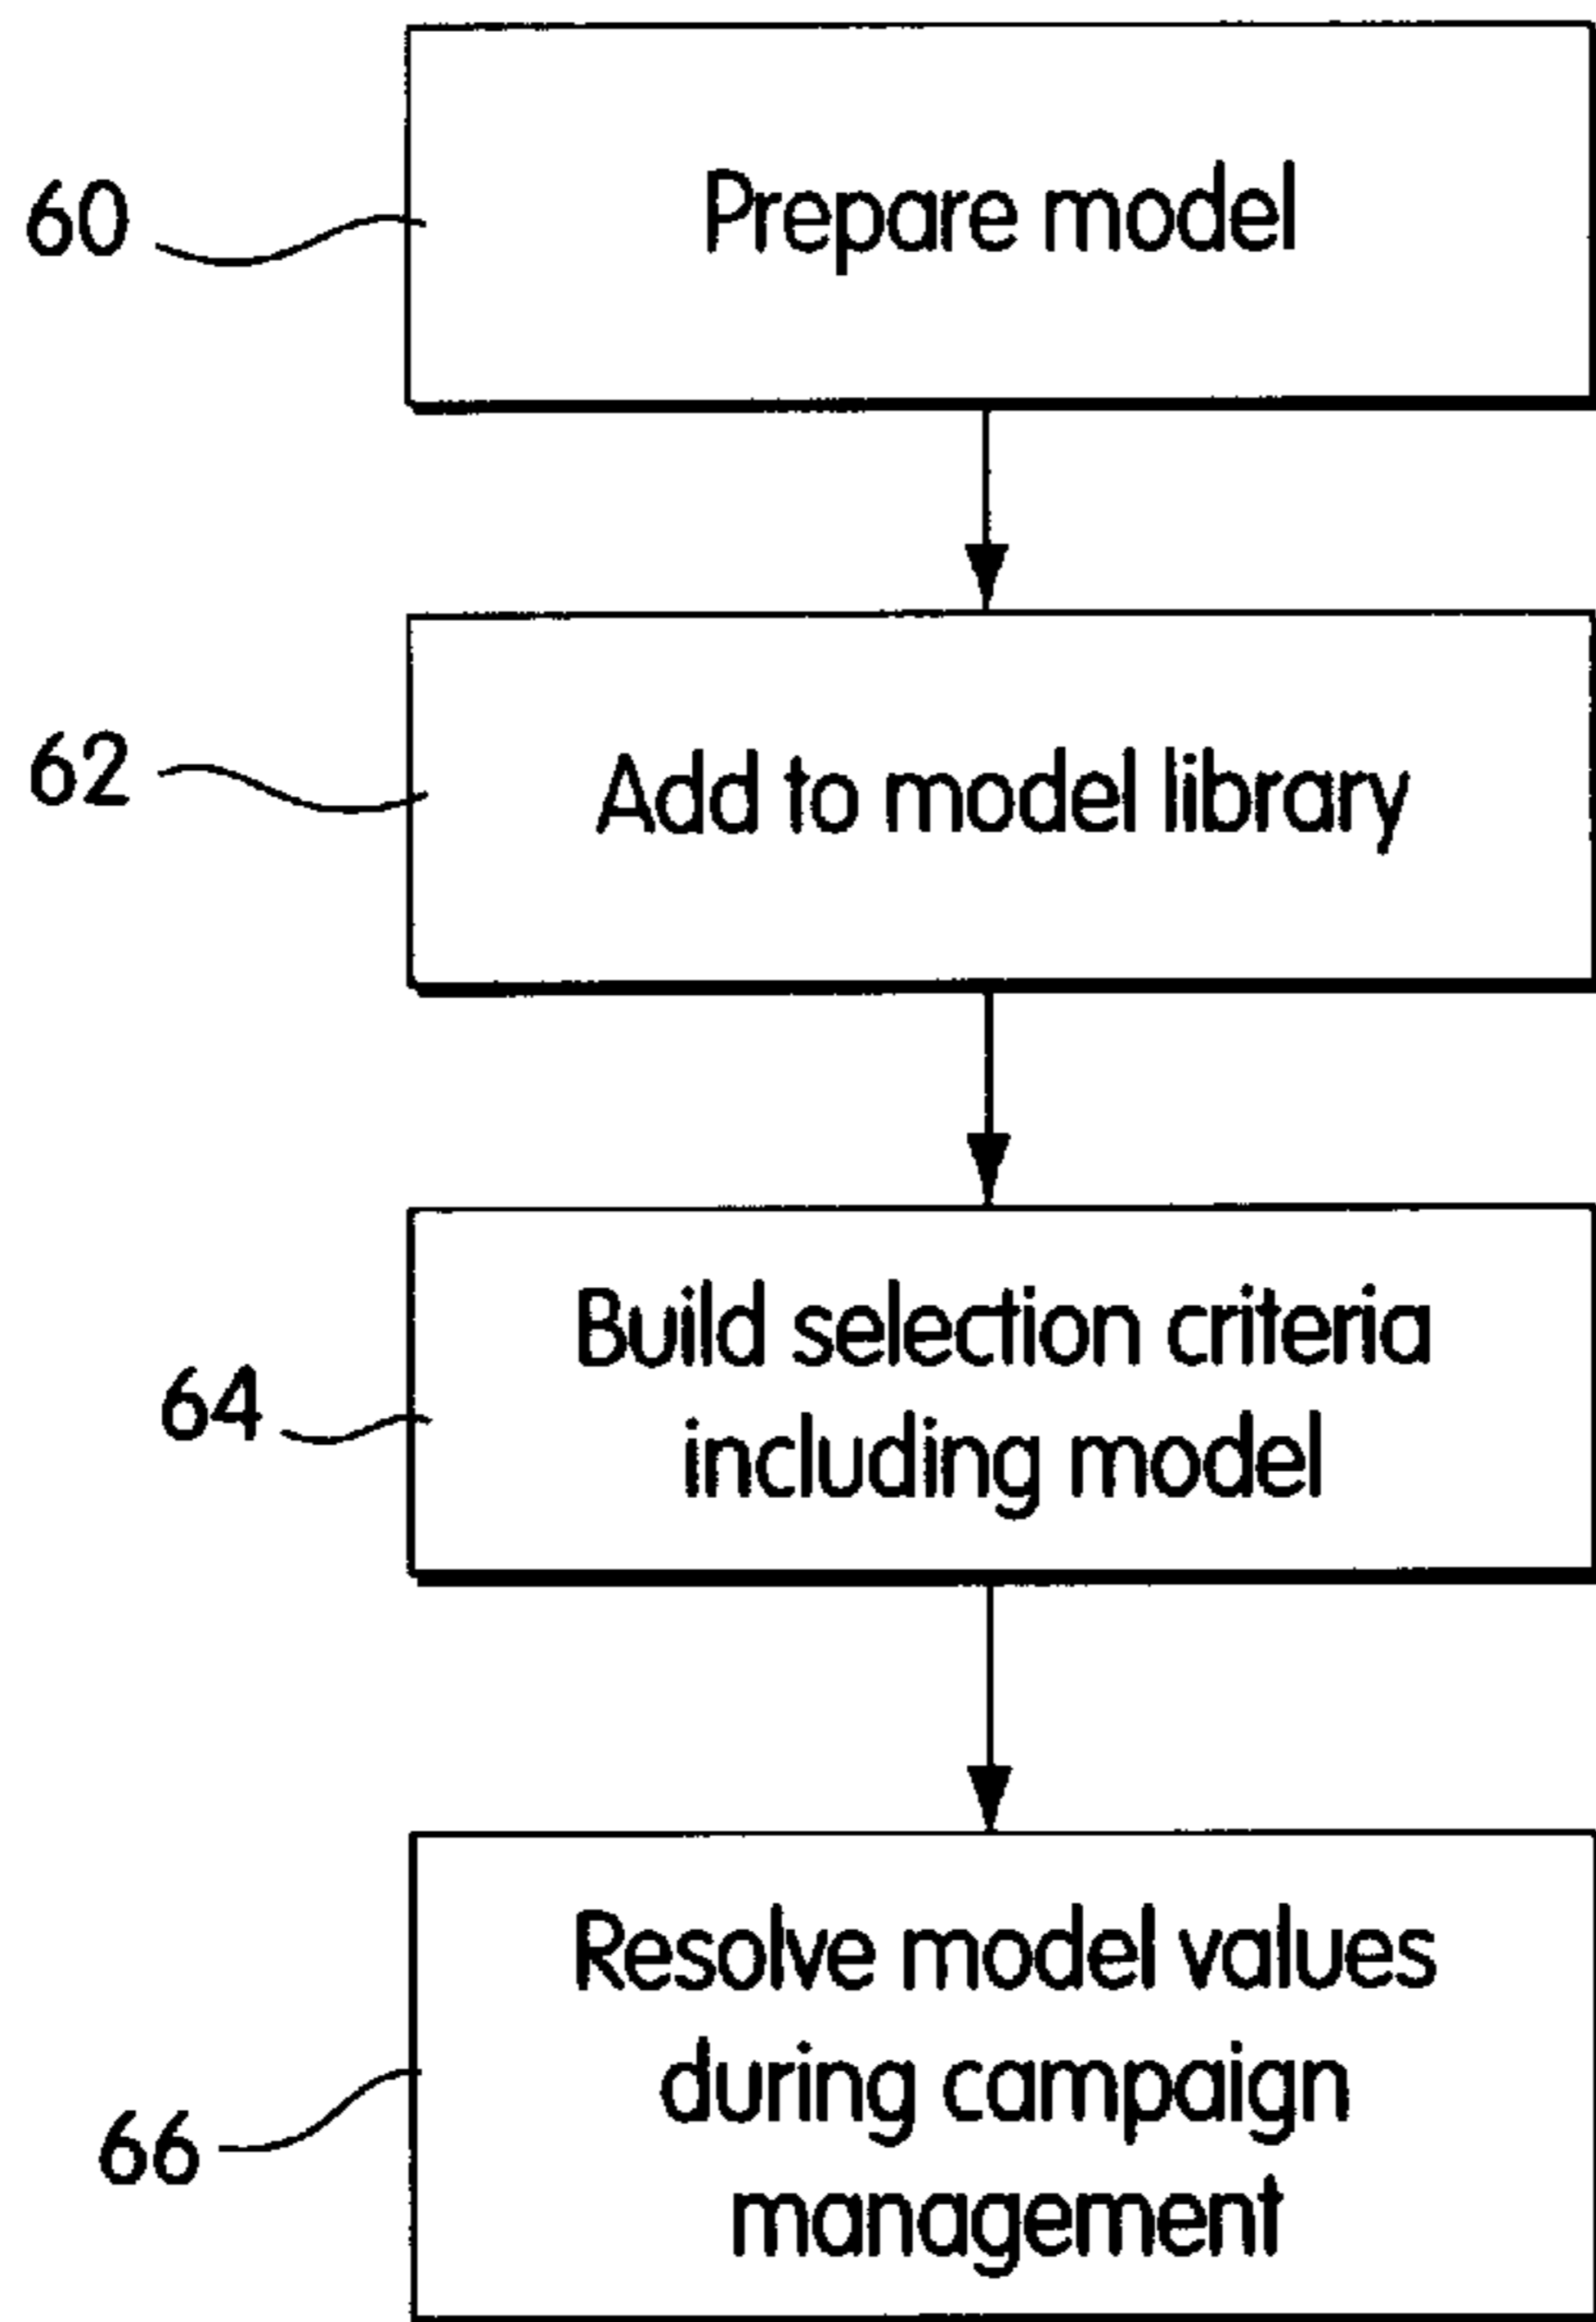 60
Prepare model
62
Add to model library
64
Build selection criteria
including model
66
Resolve model values
during campaign
management